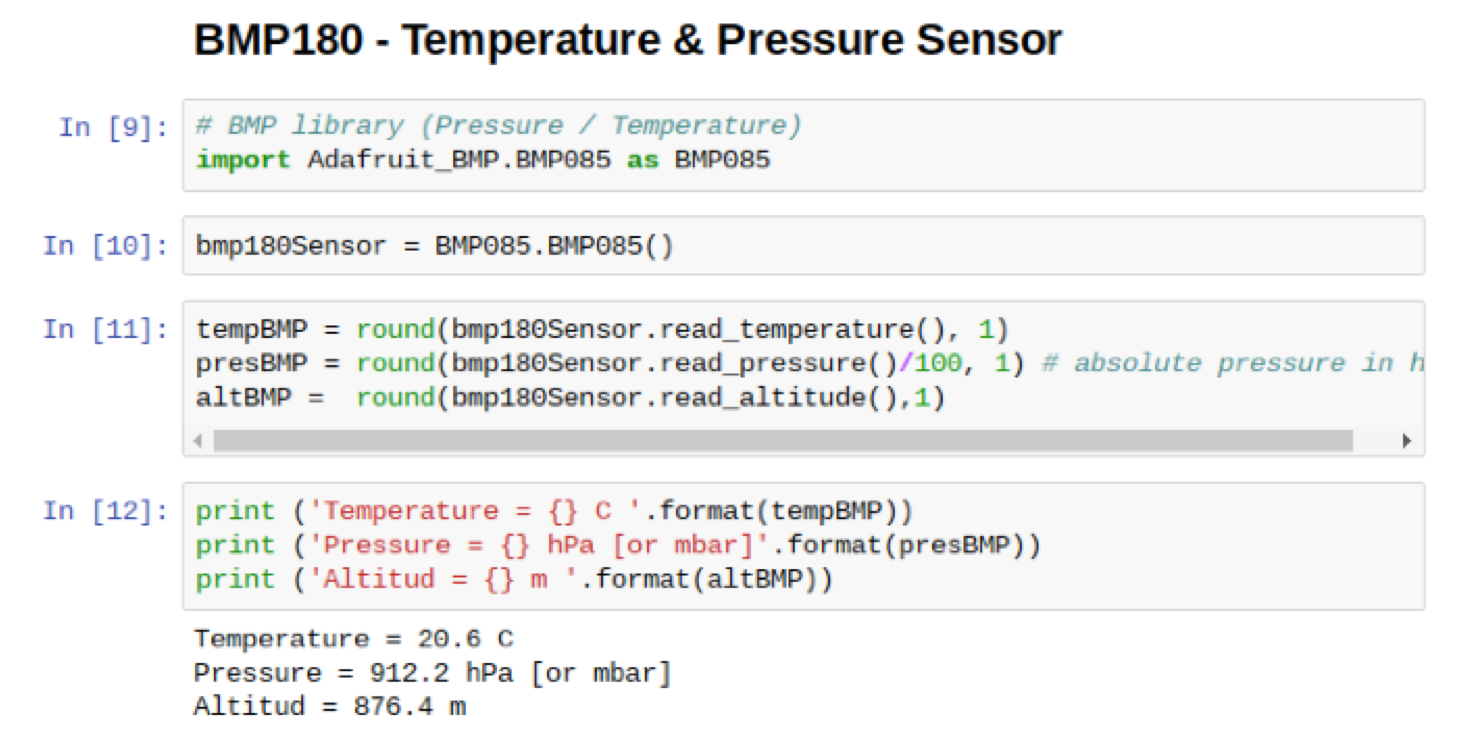 BMP180 - Temperature & Pressure Sensor
In [9]: # BMP library (Pressure / Temperature)
import Adafruit_BMP.BMP085 as BMP085
In [10]: bmp180Sensor = BMP085.BMP085()
In [11]: tempBMP = round(bmp180Sensor.read_temperature(), 1)
presBMP = round(bmp180Sensor.read_pressure()/100, 1) # absolute pressure in h
altBMP =  round(bmp180Sensor.read_altitude(),1)
In [12]: print ('Temperature = {} C '.format(tempBMP))
print ('Pressure = {} hPa [or mbar]'.format(presBMP))
print ('Altitud = {} m '.format(altBMP))
Temperature = 20.6 C
Pressure = 912.2 hPa [or mbar]
Altitud = 876.4 m